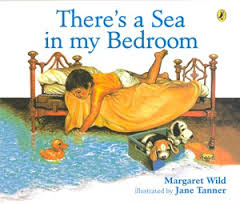 There's a Sea
in my Bedroom
Margaret Wild
illustrated by Jane Tanner